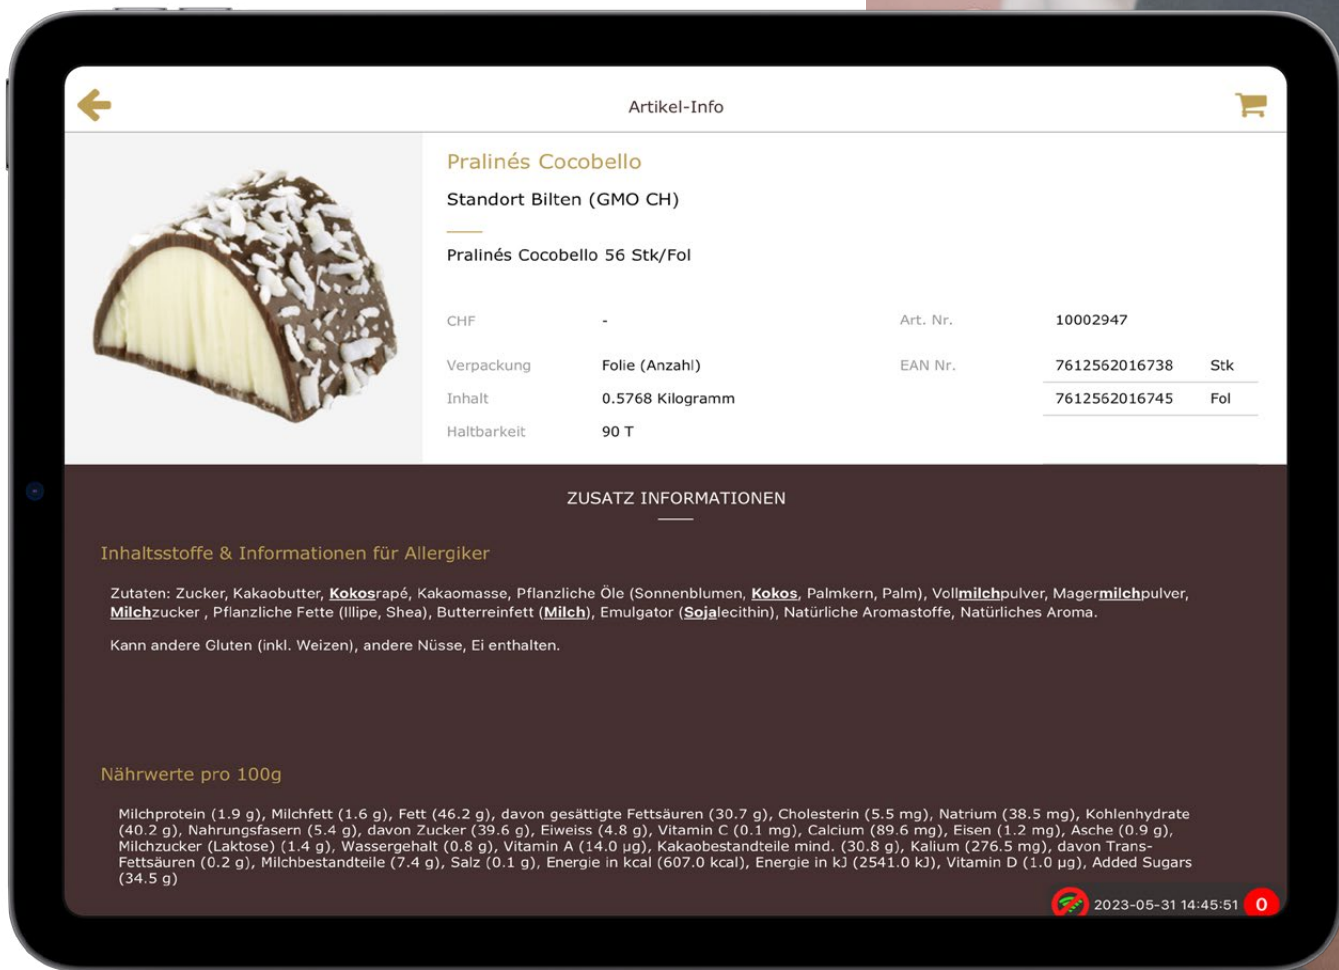 Artikel-Info
Pralinés Cocobello
Standort Bilten (GMO CH)
Pralinés Cocobello 56 Stk/Fol
CHF - Art. Nr. 10002947
Verpackung Folie (Anzahl) EAN Nr. 7612562016738 Stk
Inhalt 0.5768 Kilogramm 7612562016745 Fol
Haltbarkeit 90 T
ZUSATZ INFORMATIONEN
Inhaltsstoffe & Informationen für Allergiker
Zutaten: Zucker, Kakaobutter, Kokosrapé, Kakaomasse, Pflanzliche Öle (Sonnenblumen, Kokos, Palmkern, Palm), Vollmilchpulver, Magermilchpulver,
Milchzucker , Pflanzliche Fette (Illipe, Shea), Butterreinfett (Milch), Emulgator (Sojalecithin), Natürliche Aromastoffe, Natürliches Aroma.
Kann andere Gluten (inkl. Weizen), andere Nüsse, Ei enthalten.
Nährwerte pro 100g
Milchprotein (1.9 g), Milchfett (1.6 g), Fett (46.2 g), davon gesättigte Fettsäuren (30.7 g), Cholesterin (5.5 mg), Natrium (38.5 mg), Kohlenhydrate
(40.2 g), Nahrungsfasern (5.4 g), davon Zucker (39.6 g), Eiweiss (4.8 g), Vitamin C (0.1 mg), Calcium (89.6 mg), Eisen (1.2 mg), Asche (0.9 g),
Milchzucker (Laktose) (1.4 g), Wassergehalt (0.8 g), Vitamin A (14.0 µg), Kakaobestandteile mind. (30.8 g), Kalium (276.5 mg), davon Trans-
Fettsäuren (0.2 g), Milchbestandteile (7.4 g), Salz (0.1 g), Energie in kcal (607.0 kcal), Energie in kJ (2541.0 kJ), Vitamin D (1.0 µg), Added Sugars
(34.5 g)
2023-05-31 14:45:51 0